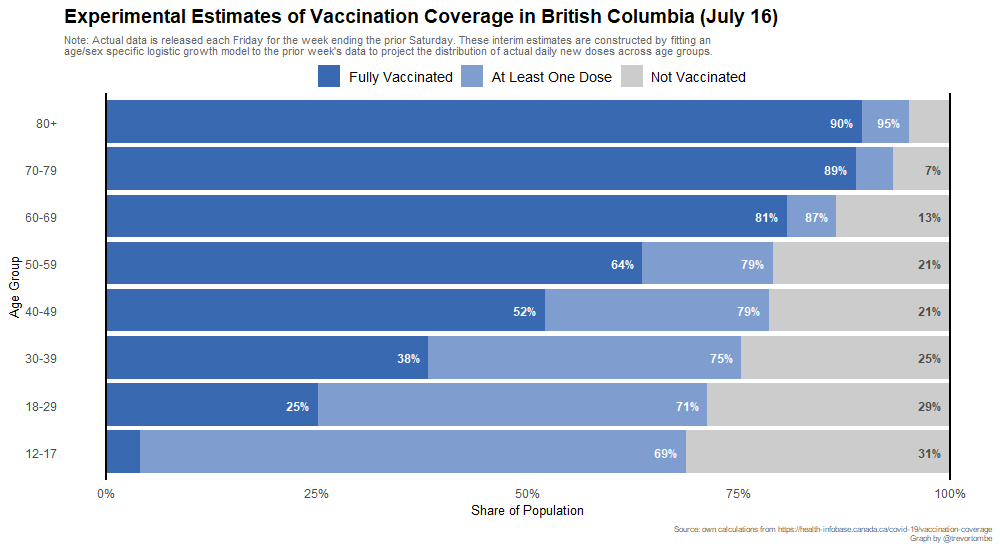 Experimental Estimates of Vaccination Coverage in British Columbia (July 16)
Note: Actual data is released each Friday for the week ending the prior Saturday. These interim estimates are constructed by fitting an
age/sex specific logistic growth model to the prior week's data to project the distribution of actual daily new doses across age groups.
Fully Vaccinated At Least One Dose Not Vaccinated
80+ 90% 95%
70-79 89% 7%
60-69 81% 87% 13%
50-59 64% 79% 21%
Age Group
40-49 52% 79% 21%
30-39 38% 75% 25%
18-29 25% 71% 29%
12-17 69% 31%
0% 25% 50% 75% 100%
Share of Population
Source: own calculations from https://health-infobase.canada.ca/covid-19/vaccination-coverage
Graph by @trevortombe